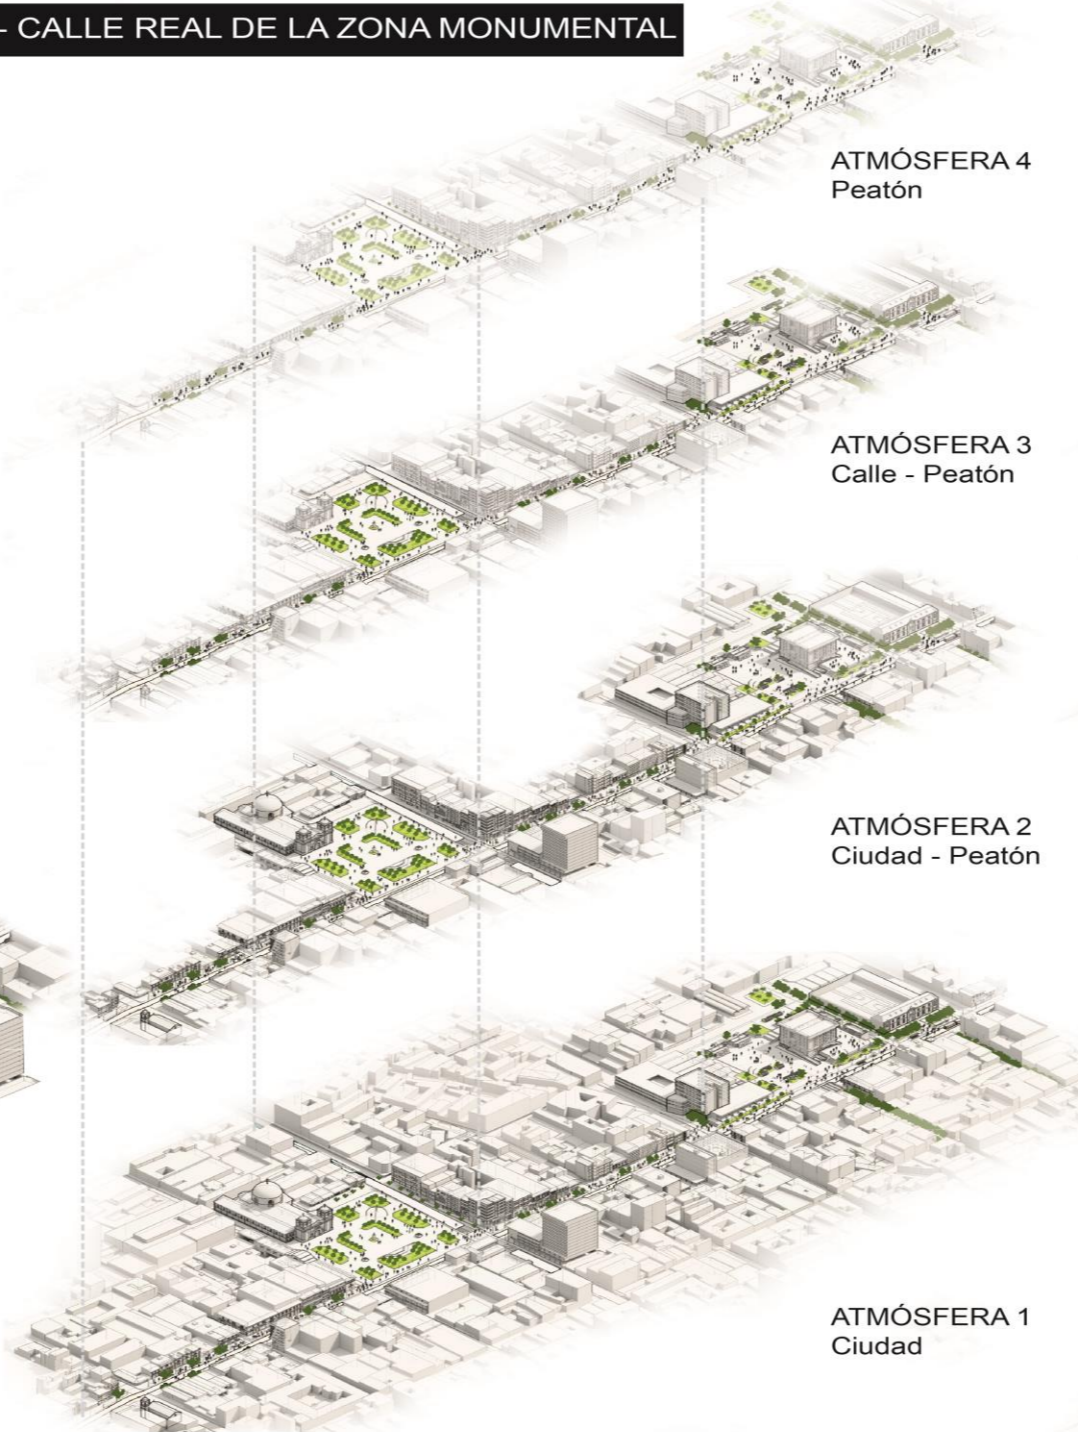 - CALLE REAL DE LA ZONA MONUMENTAL
ATMÓSFERA 4
Peatón
ATMÓSFERA 3
Calle - Peatón
ATMÓSFERA 2
Ciudad - Peatón
ATMÓSFERA 1
Ciudad